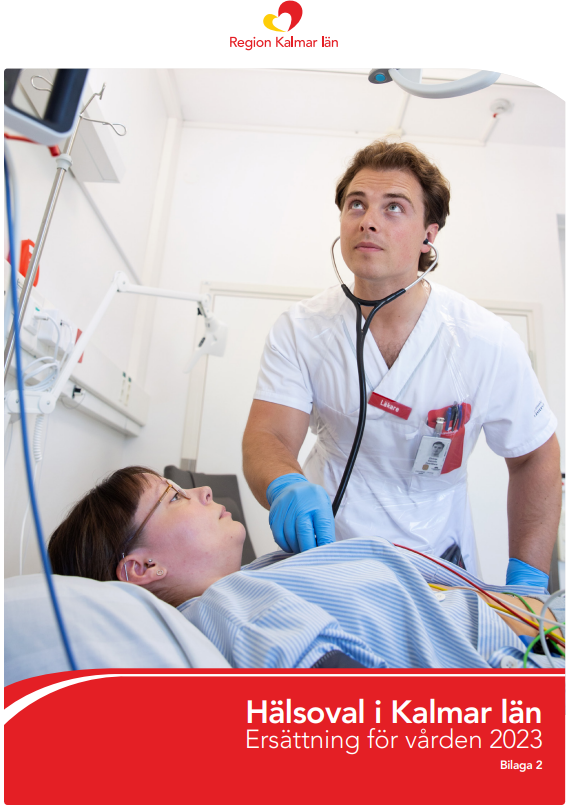 Region Kalmar län
Läkare
Hälsoval i Kalmar län
Ersättning för vården 2023
Bilaga 2